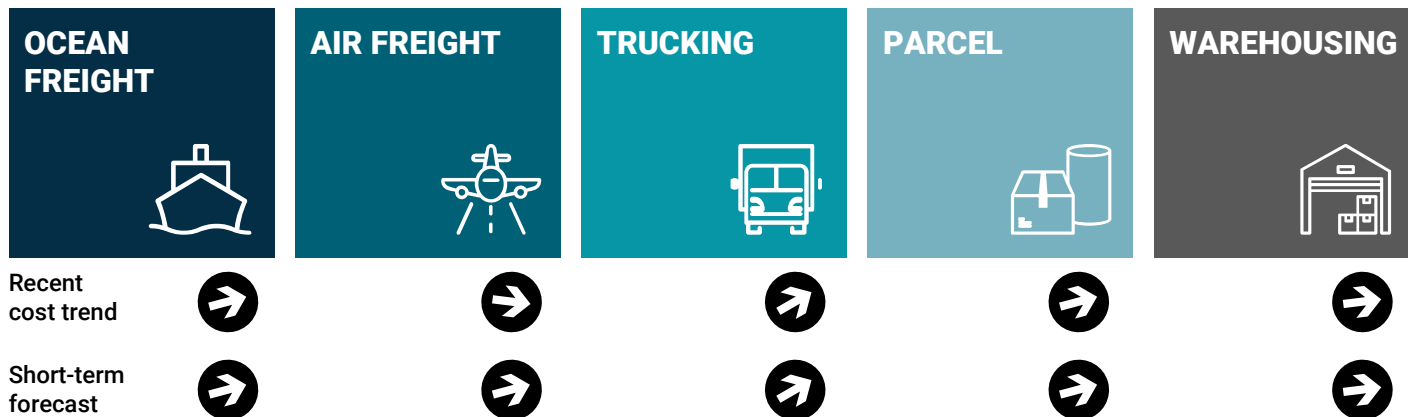 OCEAN
FREIGHT
AIR FREIGHT
TRUCKING
PARCEL
WAREHOUSING
Recent
cost trend
Short-term
forecast